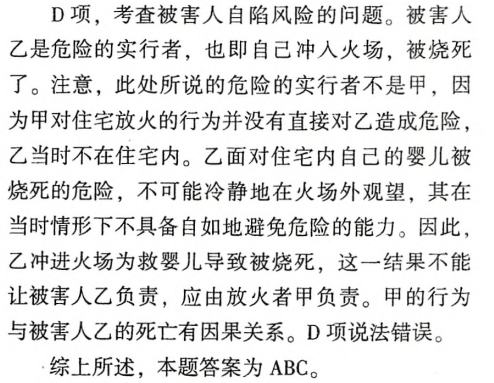 D 项，考查被害人自陷风险的问题。被害人
乙是危险的实行者，也即自己冲人火场，被烧死
了。注意，此处所说的危险的实行者不是甲，因
为甲对住宅放火的行为并没有直接对乙造成危险，
乙当时不在住宅内。乙面对住宅内自己的婴儿被
烧死的危险，不可能冷静地在火场外观望，其在
当时情形下不具备自如地避免危险的能力。因此，
乙冲进火场为救婴儿导致被烧死，这一结果不能
让被害人乙负责，应由放火者甲负责。甲的行为
与被害人乙的死亡有因果关系。D 项说法错误。
综上所述，本题答案为 ABC。